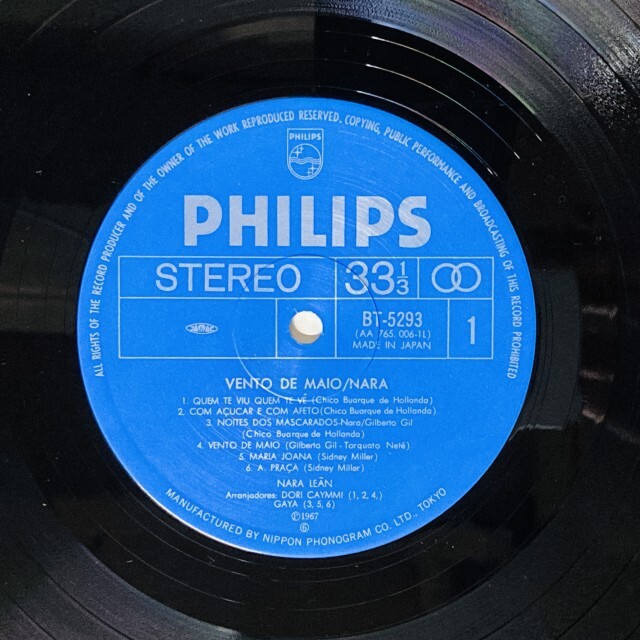 ALL RIGHTS OF THE RECORD PRODUCER AND OF THE OWNER OF THE WORK REPRODUCED RESERVED. COPYING, PUBLIC PERFORMANCE AND BROADCASTING OF THIS RECORD PROHIBITED
PHILIPS
PHILIPS
STEREO 33 1/3
BT-5293 1
(AA 765. 006-1L)
MADE IN JAPAN
VENTO DE MAIO/NARA
1. QUEM TE VIU QUEM TE VÊ (Chico Buarque de Hollanda)
2. COM AÇUCAR E COM AFETO (Chico Buarque de Hollanda)
3. NOITES DOS MASCARADOS-Nara/Gilberto Gil
(Chico Buarque de Hollanda)
4. VENTO DE MAIO (Gilberto Gil - Torquato Netê)
5. MARIA JOANA (Sidney Miller)
6. A. PRAÇA (Sidney Miller)
NARA LEÃN
Arranjadores: DORI CAYMMI (1, 2, 4,)
GAYA (3, 5, 6)
Ⓟ1967
G
MANUFACTURED BY NIPPON PHONOGRAM CO. LTD., TOKYO